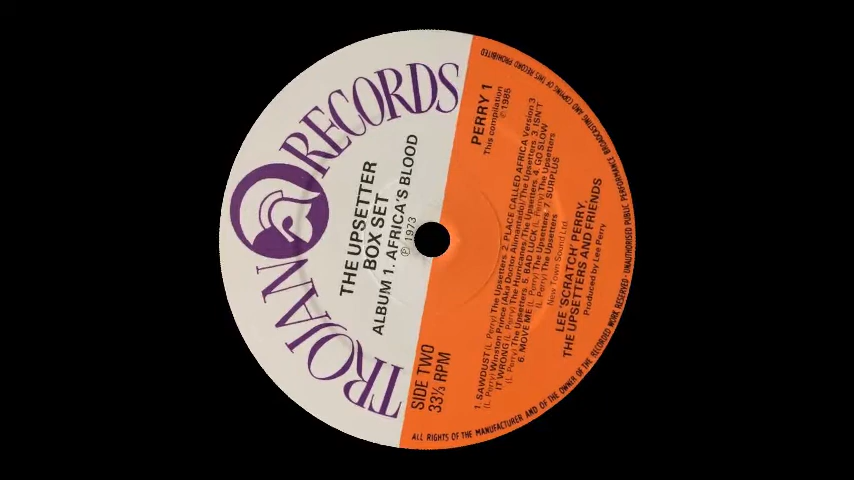 TROJAN RECORDS
THE UPSETTER
BOX SET
ALBUM 1. AFRICA'S BLOOD
℗ 1973
SIDE TWO
33⅓ RPM
PERRY 1
This compilation
℗ 1985
1. SAWDUST (L. Perry) The Upsetters. 2. PLACE CALLED AFRICA Version 3
(L. Perry) Winston Prince (Aka Doctor Alimantado)/The Upsetters. 3. ISN'T
IT WRONG (L. Perry) The Hurricanes/The Upsetters. 4. GO SLOW
(L. Perry) The Upsetters. 5. BAD LUCK (L. Perry) The Upsetters
6. MOVE ME (L. Perry) The Upsetters. 7. SURPLUS
(L. Perry) The Upsetters
New Town Sound Ltd.
LEE 'SCRATCH' PERRY,
THE UPSETTERS AND FRIENDS
Produced by Lee Perry
ALL RIGHTS OF THE MANUFACTURER AND OF THE OWNER OF THE RECORDED WORK RESERVED · UNAUTHORISED PUBLIC PERFORMANCE BROADCASTING AND COPYING OF THIS RECORD PROHIBITED